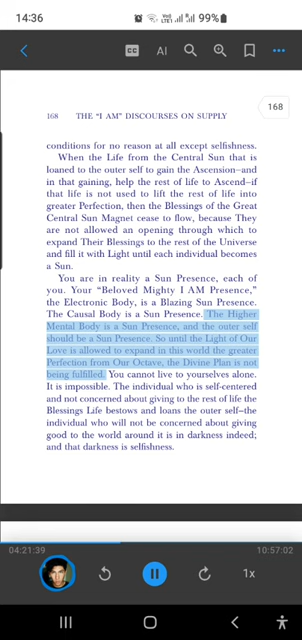 14:36
99%
CC
AI
168
168 THE “I AM” DISCOURSES ON SUPPLY
conditions for no reason at all except selfishness.
When the Life from the Central Sun that is
loaned to the outer self to gain the Ascension—and
in that gaining, help the rest of life to Ascend—if
that life is not used to lift the rest of life into
greater Perfection, then the Blessings of the Great
Central Sun Magnet cease to flow, because They
are not allowed an opening through which to
expand Their Blessings to the rest of the Universe
and fill it with Light until each individual becomes
a Sun.
You are in reality a Sun Presence, each of
you. Your “Beloved Mighty I AM Presence,”
the Electronic Body, is a Blazing Sun Presence.
The Causal Body is a Sun Presence. The Higher
Mental Body is a Sun Presence, and the outer self
should be a Sun Presence. So until the Light of Our
Love is allowed to expand in this world the greater
Perfection from Our Octave, the Divine Plan is not
being fulfilled. You cannot live to yourselves alone.
It is impossible. The individual who is self-centered
and not concerned about giving to the rest of life the
Blessings Life bestows and loans the outer self—the
individual who will not be concerned about giving
good to the world around it is in darkness indeed;
and that darkness is selfishness.
04:21:39
10:57:02
1x